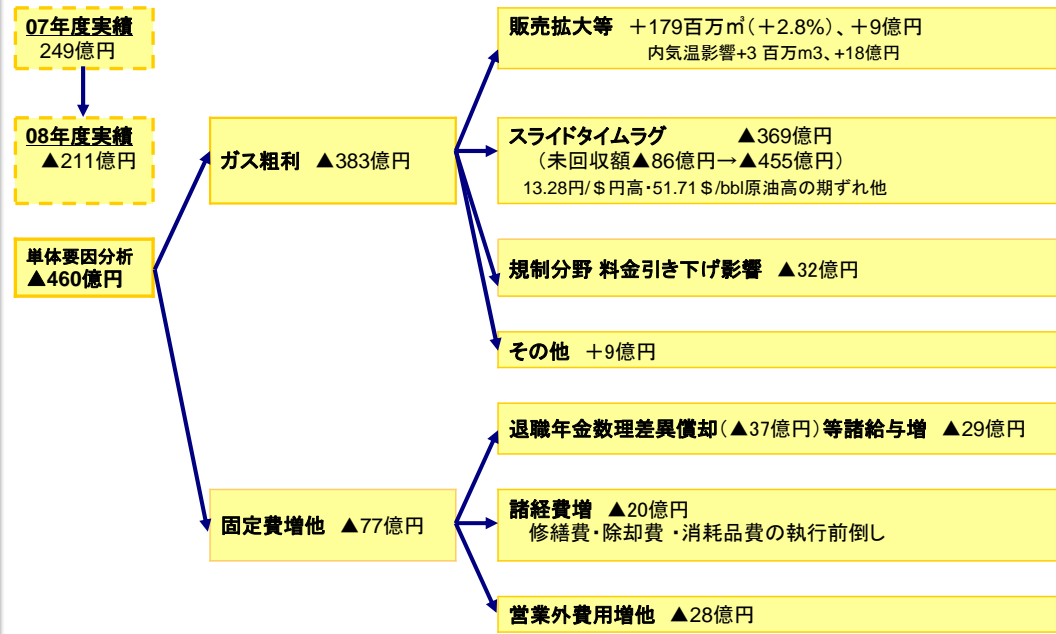 07年度実績
249億円
08年度実績
▲211億円
単体要因分析
▲460億円
ガス粗利 ▲383億円
固定費増他 ▲77億円
販売拡大等 +179百万㎥(+2.8%)、+9億円
内気温影響+3 百万m3、+18億円
スライドタイムラグ ▲369億円
(未回収額▲86億円→▲455億円)
13.28円/$円高・51.71$/bbl原油高の期ずれ他
規制分野 料金引き下げ影響 ▲32億円
その他 +9億円
退職年金数理差異償却(▲37億円)等諸給与増 ▲29億円
諸経費増 ▲20億円
修繕費・除却費・消耗品費の執行前倒し
営業外費用増他 ▲28億円